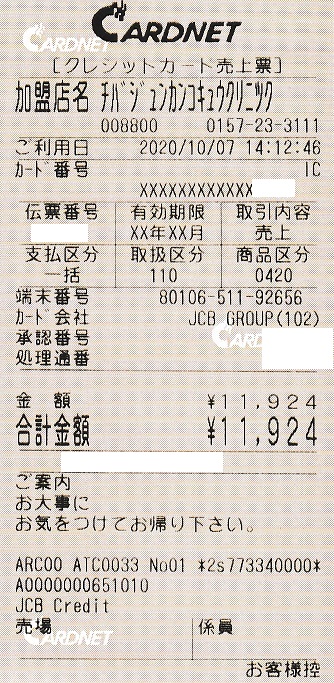 CARDNET
[クレジットカード売上票]
加盟店名 チバジュンカンコキュウクリニツク
008800 0157-23-3111
ご利用日 2020/10/07 14:12:46
カード番号 IC
XXXXXXXXXXXX
伝票番号 有効期限 取引内容
XX年XX月 売上
支払区分 取扱区分 商品区分
一括 110 0420
端末番号 80106-511-92656
カード会社 JCB GROUP(102)
承認番号
処理通番
金 額 ¥11,924
合計金額 ¥11,924
ご案内
お大事に
お気をつけてお帰り下さい。
ARC00 ATC0033 No01 *2s773340000*
A0000000651010
JCB Credit
売場 係員
CARDNET
お客様控